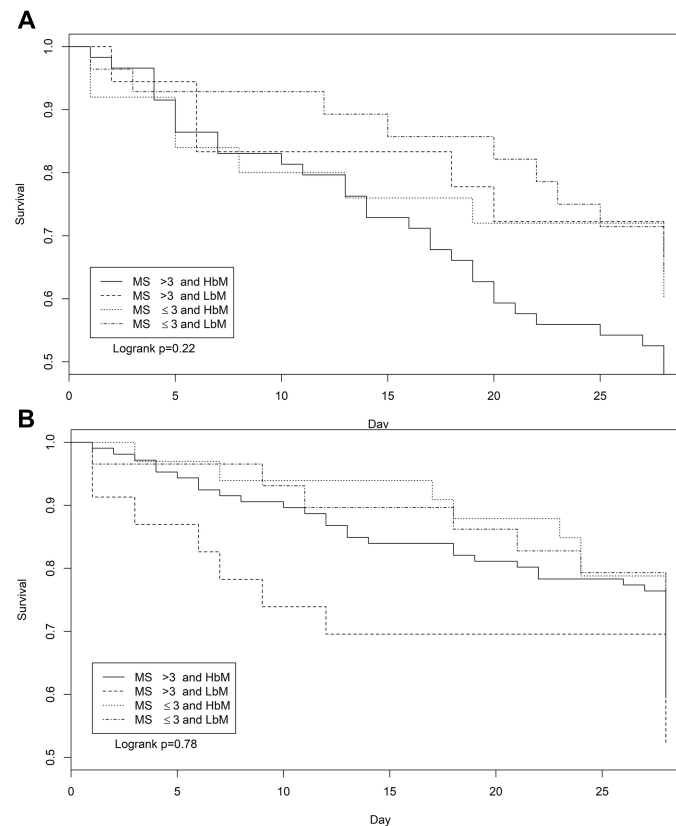 A
1.0
0.9
0.8
0.7
0.6
0.5
Survival
MS >3 and HbM
MS >3 and LbM
MS ≤ 3 and HbM
MS ≤ 3 and LbM
Logrank p=0.22
0 5 10 15 20 25
Day
B
1.0
0.9
0.8
0.7
0.6
0.5
Survival
MS >3 and HbM
MS >3 and LbM
MS ≤ 3 and HbM
MS ≤ 3 and LbM
Logrank p=0.78
0 5 10 15 20 25
Day